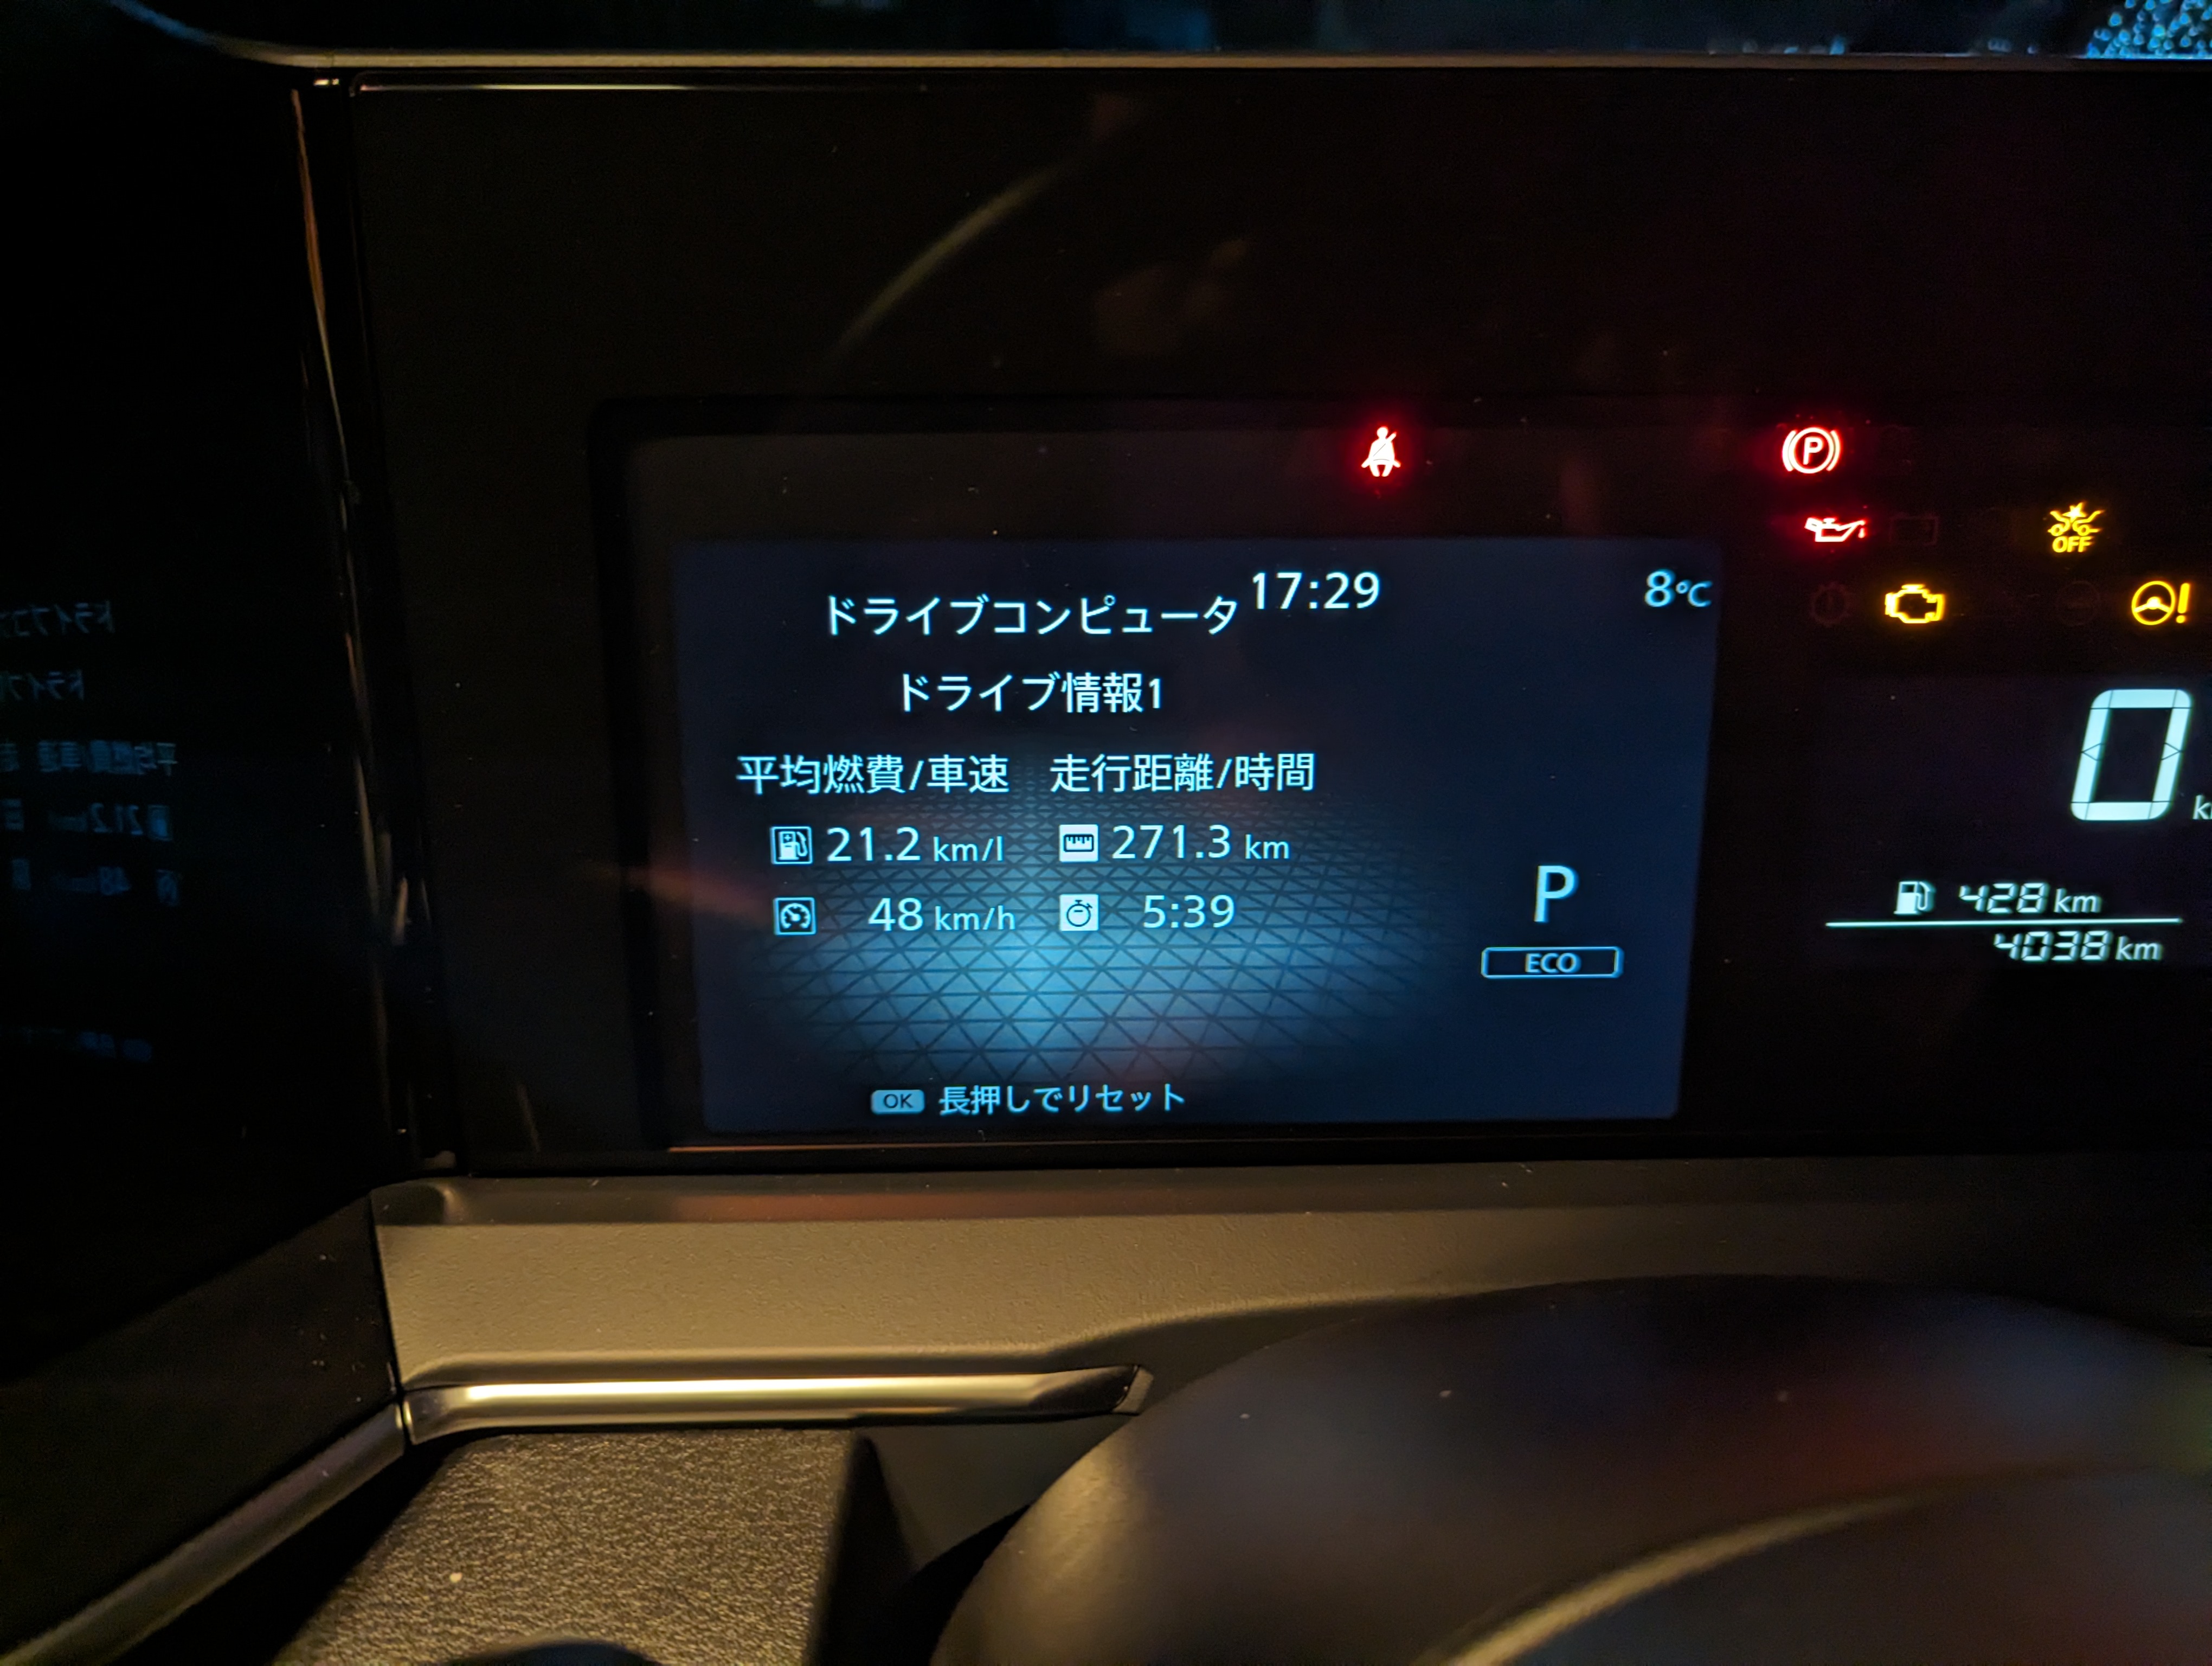 ドライブコンピュータ 17:29 8℃
ドライブ情報1
平均燃費/車速 走行距離/時間
21.2 km/l 271.3 km
48 km/h 5:39
P
ECO
OK 長押しでリセット
P
OFF
0
428 km
4038 km